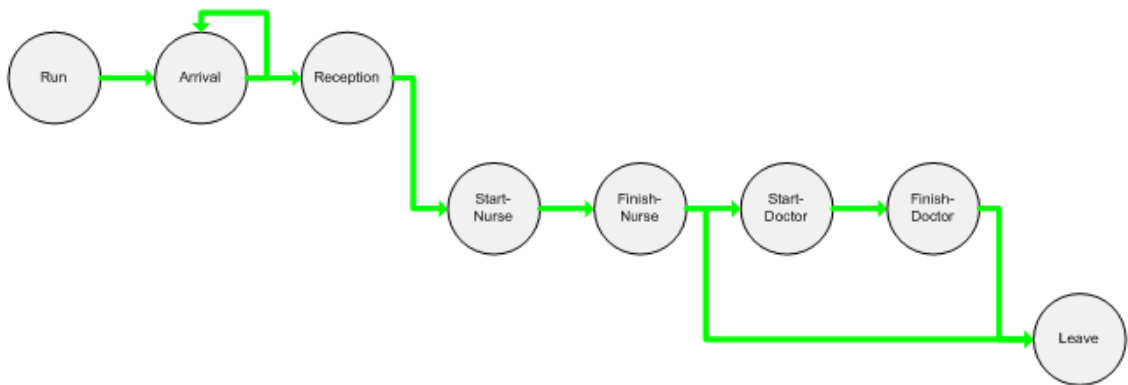 Run
Arrival
Reception
Start-
Nurse
Finish-
Nurse
Start-
Doctor
Finish-
Doctor
Leave